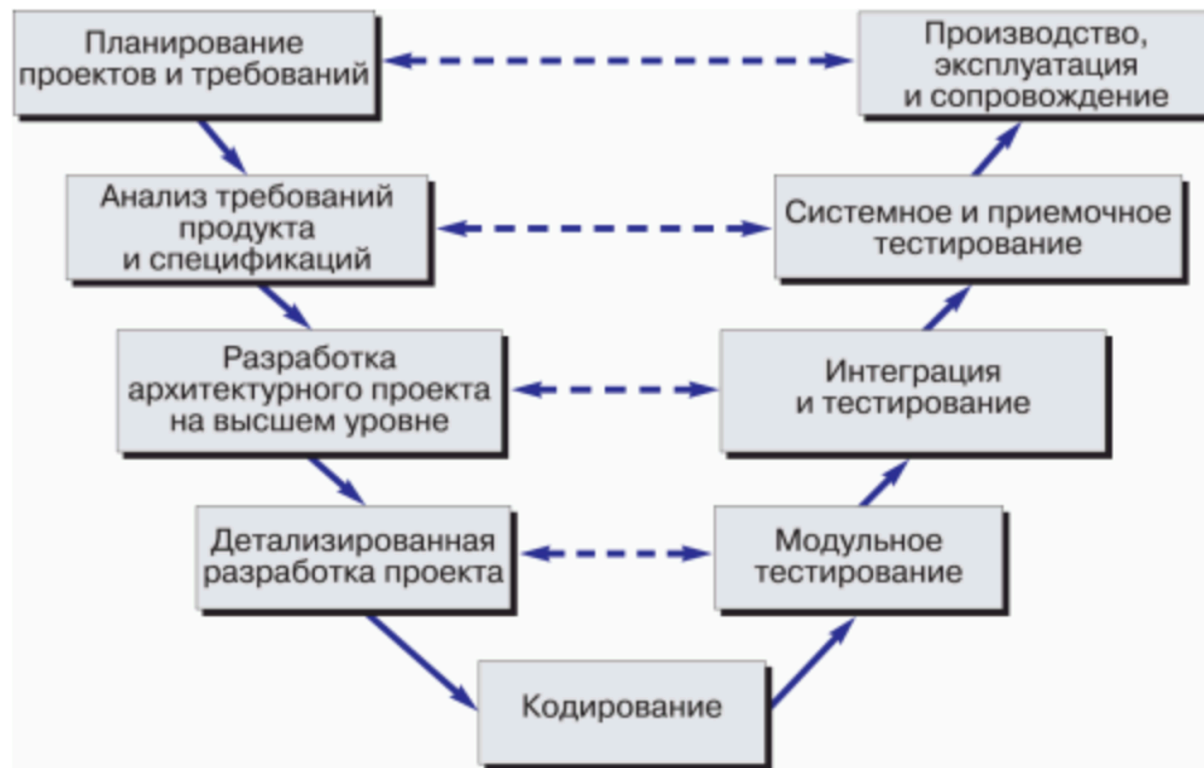 Планирование
проектов и требований
Производство,
эксплуатация
и сопровождение
Анализ требований
продукта
и спецификаций
Системное и приемочное
тестирование
Разработка
архитектурного проекта
на высшем уровне
Интеграция
и тестирование
Детализированная
разработка проекта
Модульное
тестирование
Кодирование